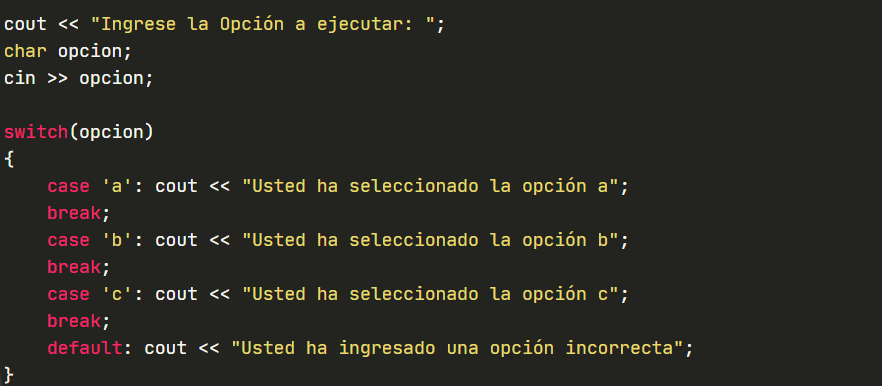 cout << "Ingrese la Opción a ejecutar: ";
char opcion;
cin >> opcion;

switch(opcion)
{
    case 'a': cout << "Usted ha seleccionado la opción a";
    break;
    case 'b': cout << "Usted ha seleccionado la opción b";
    break;
    case 'c': cout << "Usted ha seleccionado la opción c";
    break;
    default: cout << "Usted ha ingresado una opción incorrecta";
}